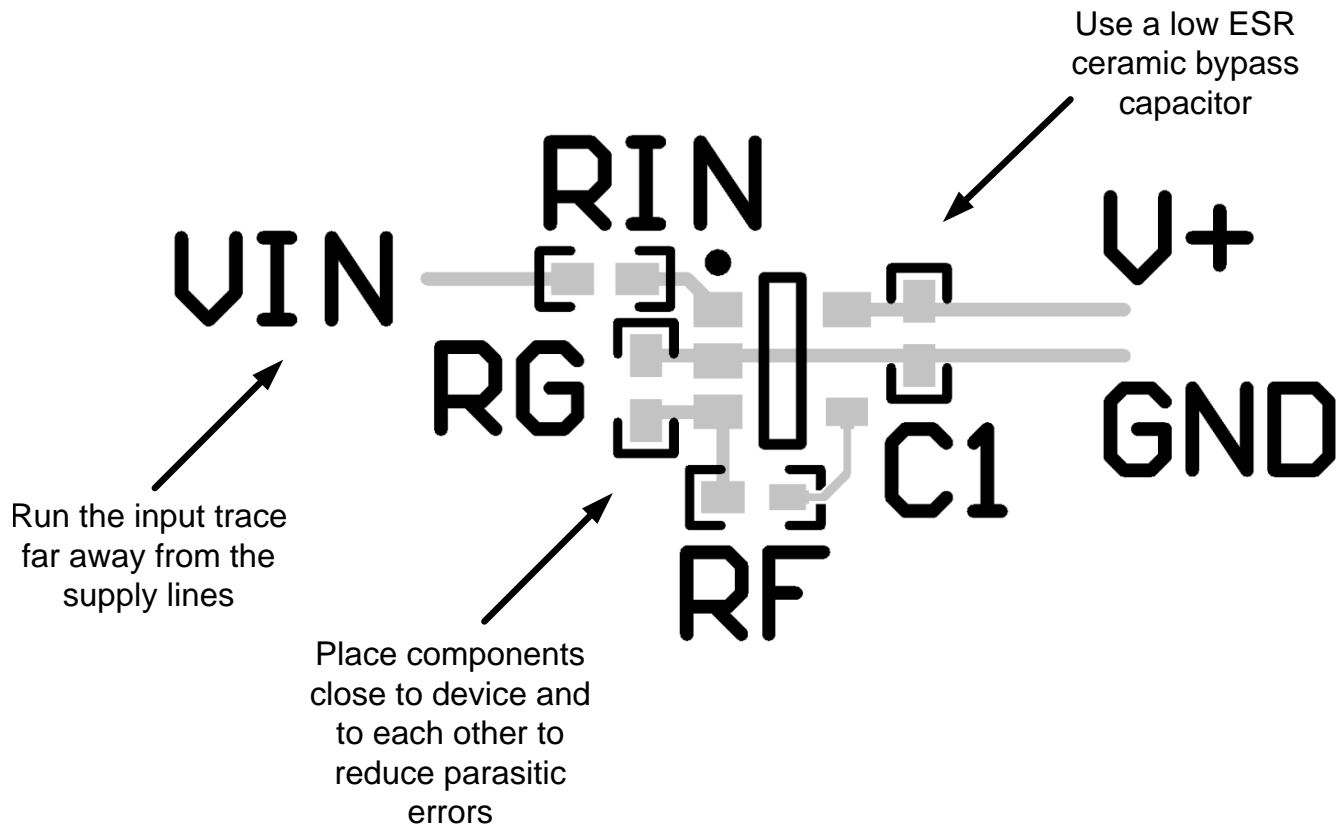 Use a low ESR
ceramic bypass
capacitor
RIN
V+
VIN
RG
GND
C1
Run the input trace
far away from the
supply lines
RF
Place components
close to device and
to each other to
reduce parasitic
errors